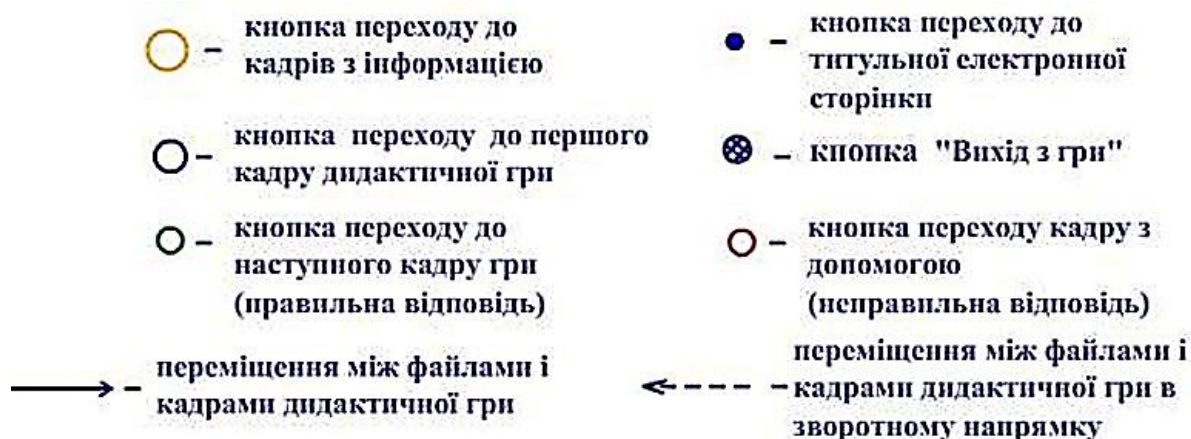 – кнопка переходу до
кадрів з інформацією
– кнопка переходу до першого
кадру дидактичної гри
– кнопка переходу до
наступного кадру гри
(правильна відповідь)
– переміщення між файлами і
кадрами дидактичної гри
– кнопка переходу до
титульної електронної
сторінки
– кнопка "Вихід з гри"
– кнопка переходу кадру з
допомогою
(неправильна відповідь)
– переміщення між файлами і
кадрами дидактичної гри в
зворотному напрямку